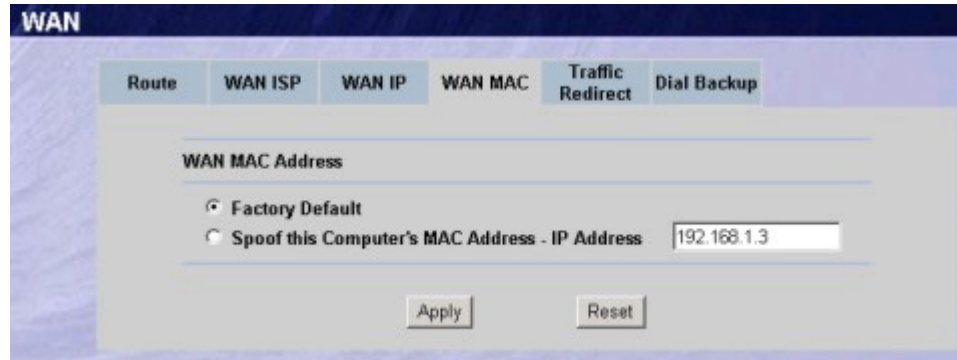 WAN
Route WAN ISP WAN IP WAN MAC Traffic Redirect Dial Backup
WAN MAC Address
Factory Default
Spoof this Computer's MAC Address - IP Address 192.168.1.3
Apply Reset